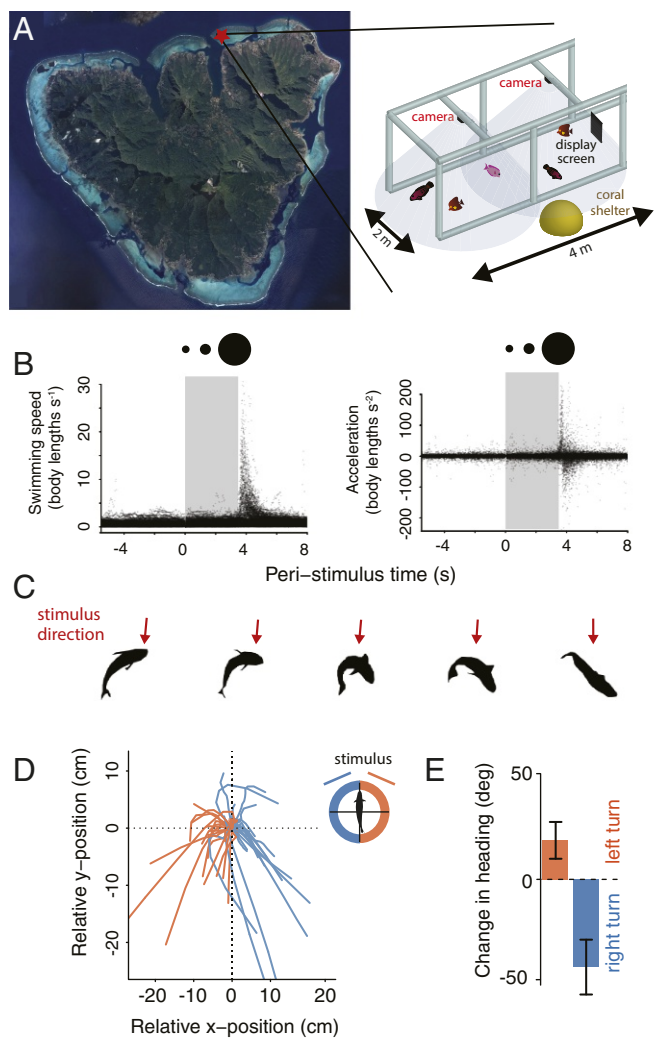 A
camera
camera
display
screen
coral
shelter
2 m
4 m
B
Swimming speed
(body lengths s-1)
30
20
10
0
-4
0
4
8
Acceleration
(body lengths s-2)
200
100
0
-100
-200
-4
0
4
8
Peri−stimulus time (s)
C
stimulus
direction
D
Relative y−position (cm)
10
0
-10
-20
-20
-10
0
10
20
Relative x−position (cm)
stimulus
E
Change in heading (deg)
50
0
-50
left turn
right turn